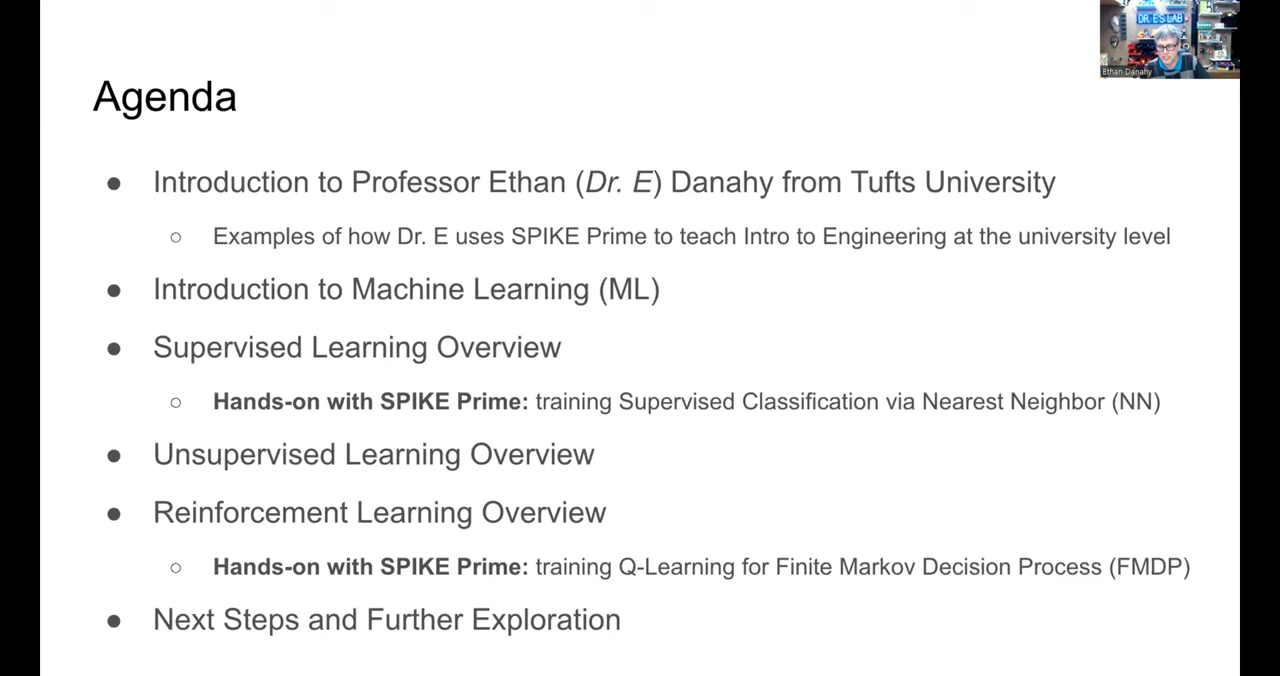 DR. E'S LAB
Ethan Danahy
Agenda
● Introduction to Professor Ethan (Dr. E) Danahy from Tufts University
○ Examples of how Dr. E uses SPIKE Prime to teach Intro to Engineering at the university level
● Introduction to Machine Learning (ML)
● Supervised Learning Overview
○ Hands-on with SPIKE Prime: training Supervised Classification via Nearest Neighbor (NN)
● Unsupervised Learning Overview
● Reinforcement Learning Overview
○ Hands-on with SPIKE Prime: training Q-Learning for Finite Markov Decision Process (FMDP)
● Next Steps and Further Exploration